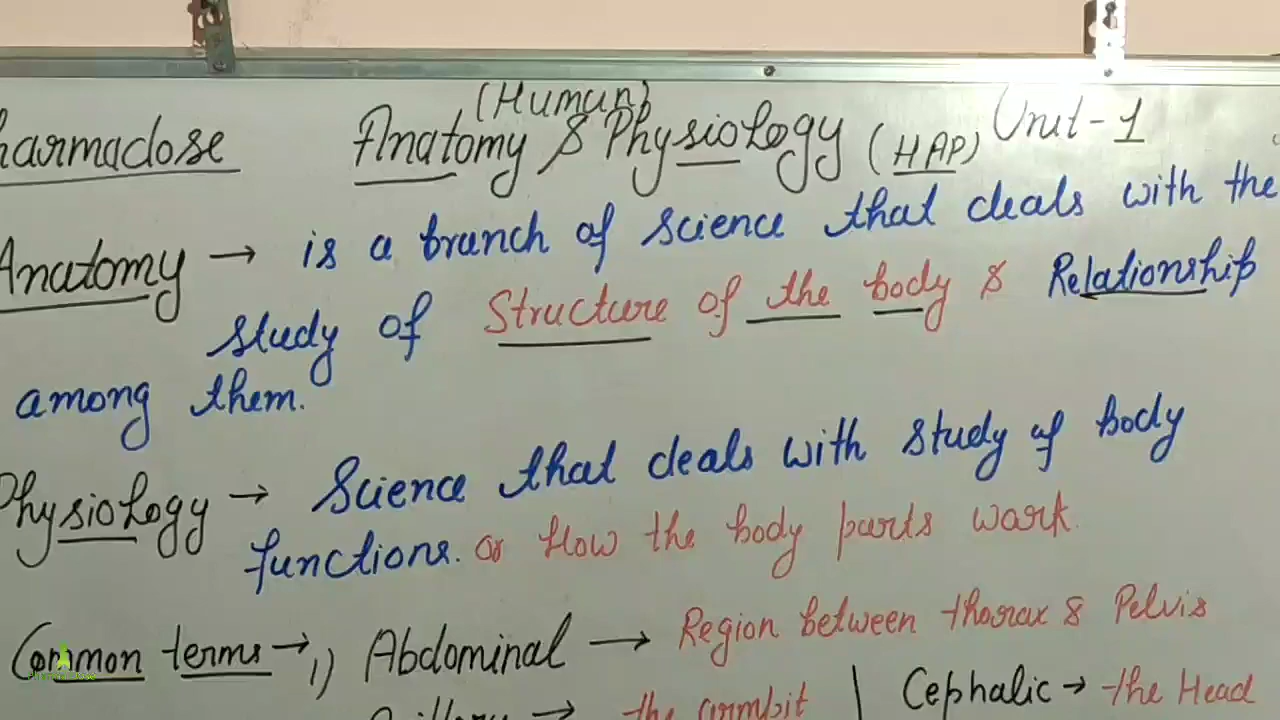 (Human)
harmadose Anatomy & Physiology (HAP) Unit-1
Anatomy → is a branch of science that deals with the
study of Structure of the body & Relationship
among them.
Physiology → Science that deals with study of body
functions. or How the body parts work.
Common terms → 1) Abdominal → Region between thorax & Pelvis
→ the armpit | Cephalic → the Head